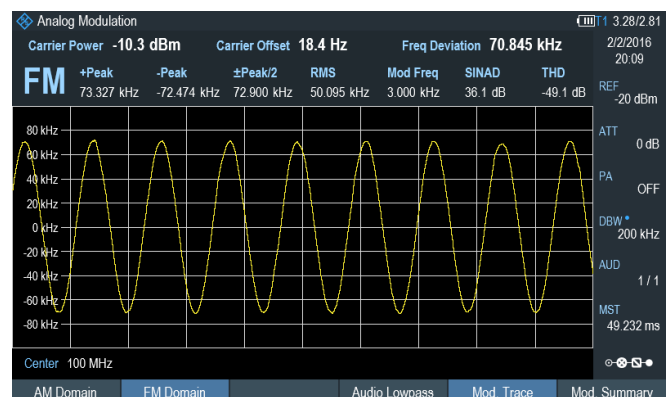 Analog Modulation
T1 3.28/2.81
Carrier Power -10.3 dBm Carrier Offset 18.4 Hz Freq Deviation 70.845 kHz
2/2/2016
20:09
FM
+Peak -Peak ±Peak/2 RMS Mod Freq SINAD THD
73.327 kHz -72.474 kHz 72.900 kHz 50.095 kHz 3.000 kHz 36.1 dB -49.1 dB
REF
-20 dBm
ATT
0 dB
PA
OFF
DBW
200 kHz
AUD
1 / 1
MST
49.232 ms
80 kHz
60 kHz
40 kHz
20 kHz
0 kHz
-20 kHz
-40 kHz
-60 kHz
-80 kHz
Center 100 MHz
AM Domain FM Domain Audio Lowpass Mod. Trace Mod. Summary